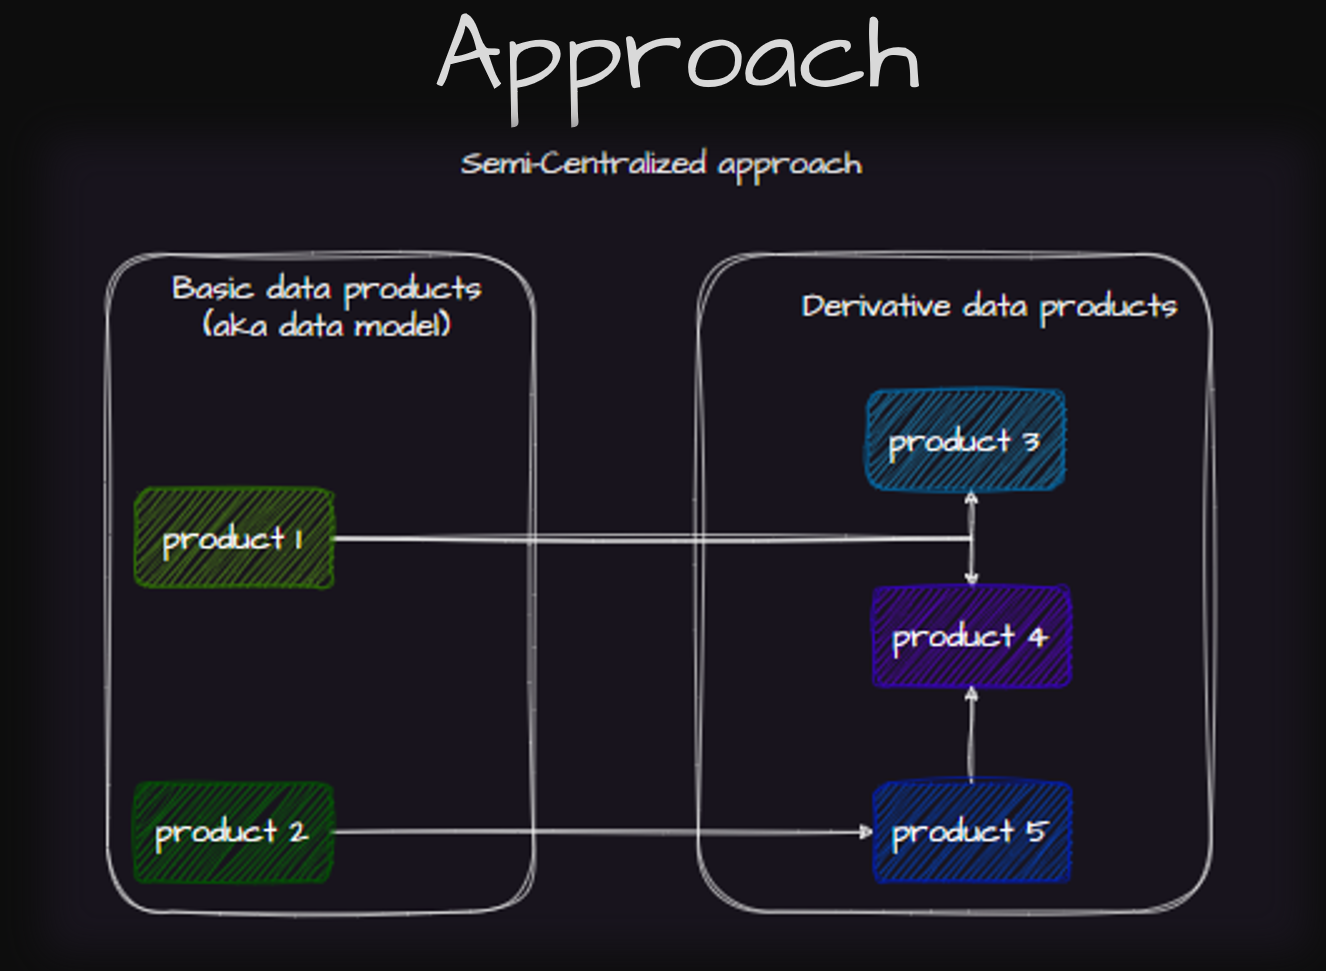 Approach
Semi-Centralized approach
Basic data products
(aka data model)
Derivative data products
product 3
product 1
product 4
product 2
product 5